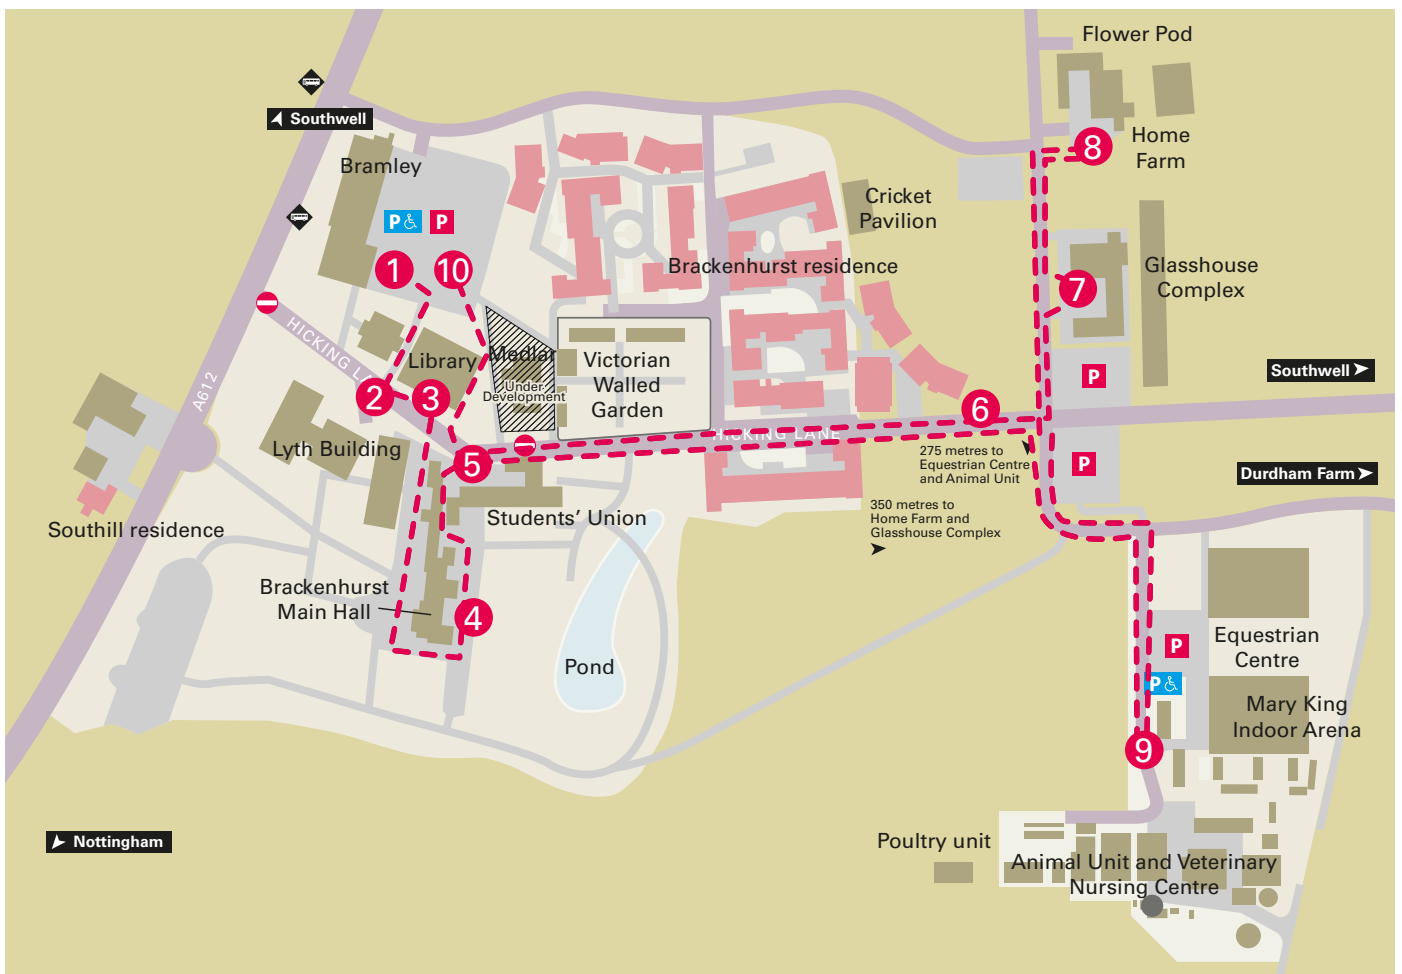 Flower Pod
Southwell
Home
Farm
8
Bramley
Cricket
Pavilion
P
P
1
10
Brackenhurst residence
Glasshouse
Complex
7
HICKING LA
Library
Medlar
Under
Development
Victorian
Walled
Garden
Southwell
P
A612
2
3
6
HICKING LANE
Lyth Building
5
275 metres to
Equestrian Centre
and Animal Unit
P
Durdham Farm
Students’ Union
350 metres to
Home Farm and
Glasshouse Complex
Southill residence
Brackenhurst
Main Hall
4
Pond
P
Equestrian
Centre
P
Mary King
Indoor Arena
9
Nottingham
Poultry unit
Animal Unit and Veterinary
Nursing Centre